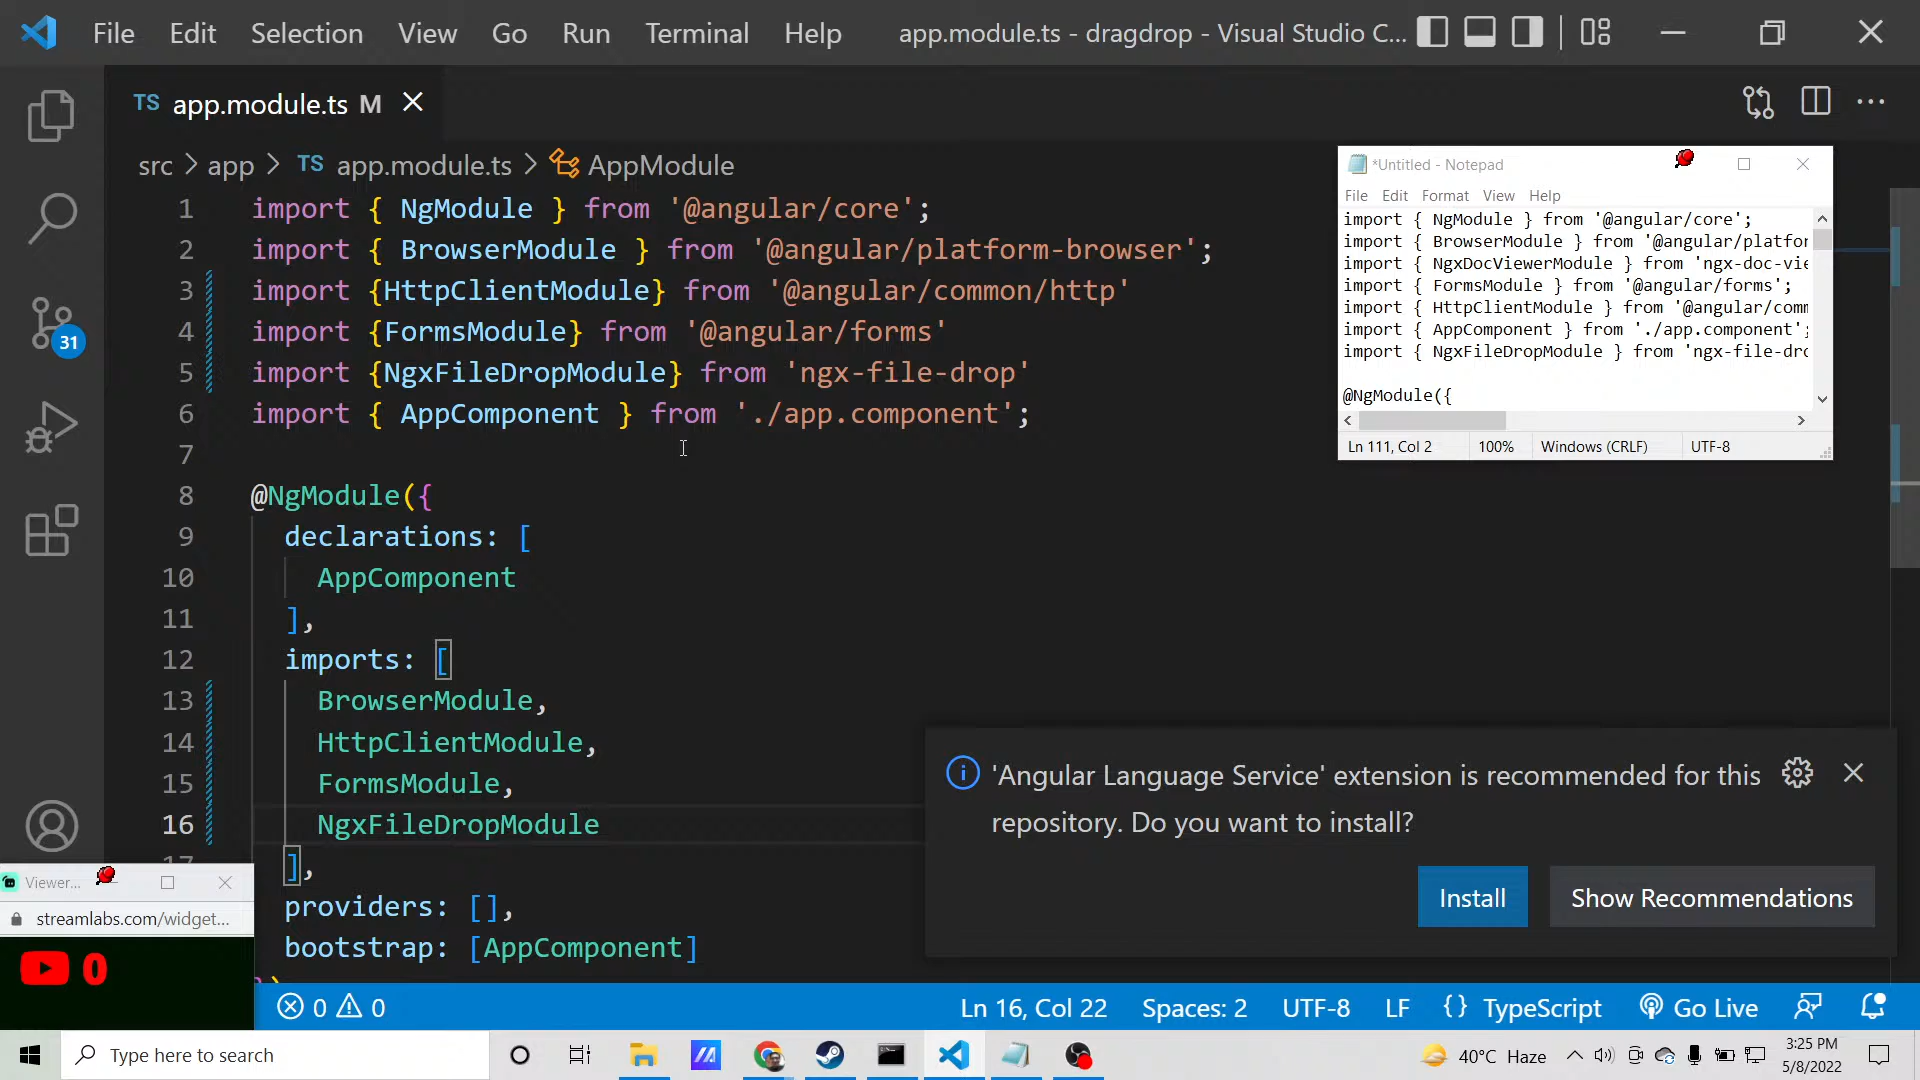 File Edit Selection View Go Run Terminal Help app.module.ts - dragdrop - Visual Studio C...
TS app.module.ts M
src > app > TS app.module.ts > AppModule
1 import { NgModule } from '@angular/core';
2 import { BrowserModule } from '@angular/platform-browser';
3 import {HttpClientModule} from '@angular/common/http'
4 import {FormsModule} from '@angular/forms'
5 import {NgxFileDropModule} from 'ngx-file-drop'
6 import { AppComponent } from './app.component';
7
8 @NgModule({
9 declarations: [
10 AppComponent
11 ],
12 imports: [
13 BrowserModule,
14 HttpClientModule,
15 FormsModule,
16 NgxFileDropModule
],
providers: [],
bootstrap: [AppComponent]
*Untitled - Notepad
File Edit Format View Help
import { NgModule } from '@angular/core';
import { BrowserModule } from '@angular/platfor
import { NgxDocViewerModule } from 'ngx-doc-vie
import { FormsModule } from '@angular/forms';
import { HttpClientModule } from '@angular/comm
import { AppComponent } from './app.component';
import { NgxFileDropModule } from 'ngx-file-dro
@NgModule({
Ln 111, Col 2 100% Windows (CRLF) UTF-8
31
'Angular Language Service' extension is recommended for this
repository. Do you want to install?
Install Show Recommendations
Viewer...
streamlabs.com/widget...
0
0 0 Ln 16, Col 22 Spaces: 2 UTF-8 LF {} TypeScript Go Live
Type here to search
40°C Haze
3:25 PM
5/8/2022